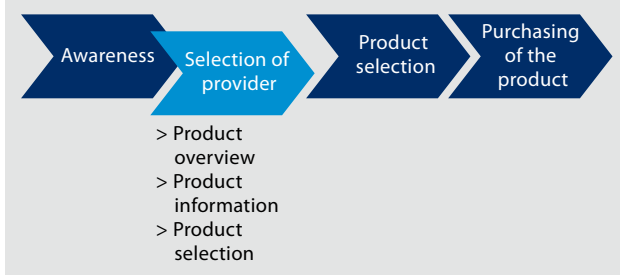 Awareness
Selection of
provider
Product
selection
Purchasing
of the
product
> Product
overview
> Product
information
> Product
selection